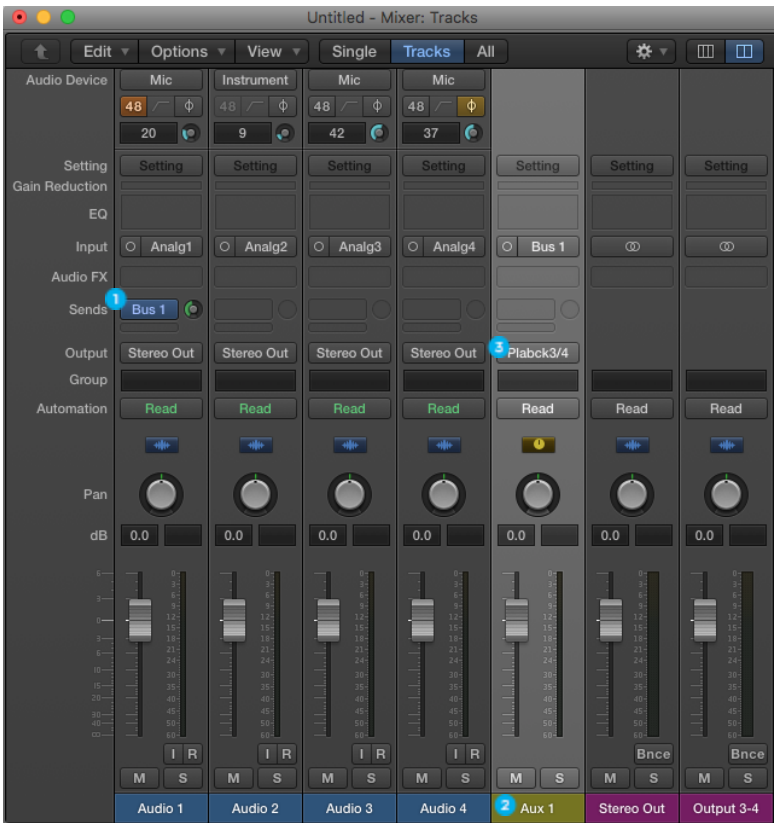 Untitled - Mixer: Tracks
Edit Options View Single Tracks All
Audio Device Mic Instrument Mic Mic
48 48 48 48
20 9 42 37
Setting Setting Setting Setting Setting Setting Setting Setting
Gain Reduction
EQ
Input Analg1 Analg2 Analg3 Analg4 Bus 1
Audio FX
1
Sends Bus 1
Output Stereo Out Stereo Out Stereo Out Stereo Out 3 Plabck3/4
Group
Automation Read Read Read Read Read Read Read
Pan
dB 0.0 0.0 0.0 0.0 0.0 0.0 0.0
I R I R I R I R Bnce Bnce
M S M S M S M S M S M S M S
Audio 1 Audio 2 Audio 3 Audio 4 2 Aux 1 Stereo Out Output 3-4